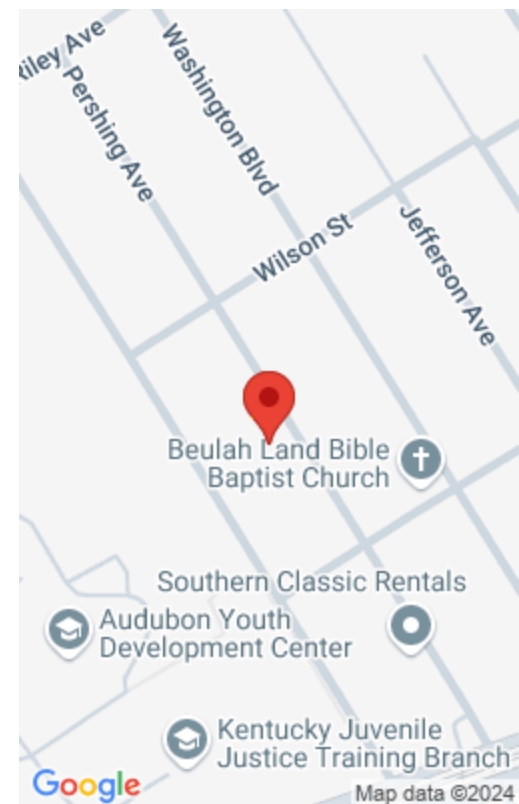 Riley Ave
Pershing Ave
Washington Blvd
Wilson St
Jefferson Ave
Beulah Land Bible
Baptist Church
Southern Classic Rentals
Audubon Youth
Development Center
Kentucky Juvenile
Justice Training Branch
Google
Map data ©2024